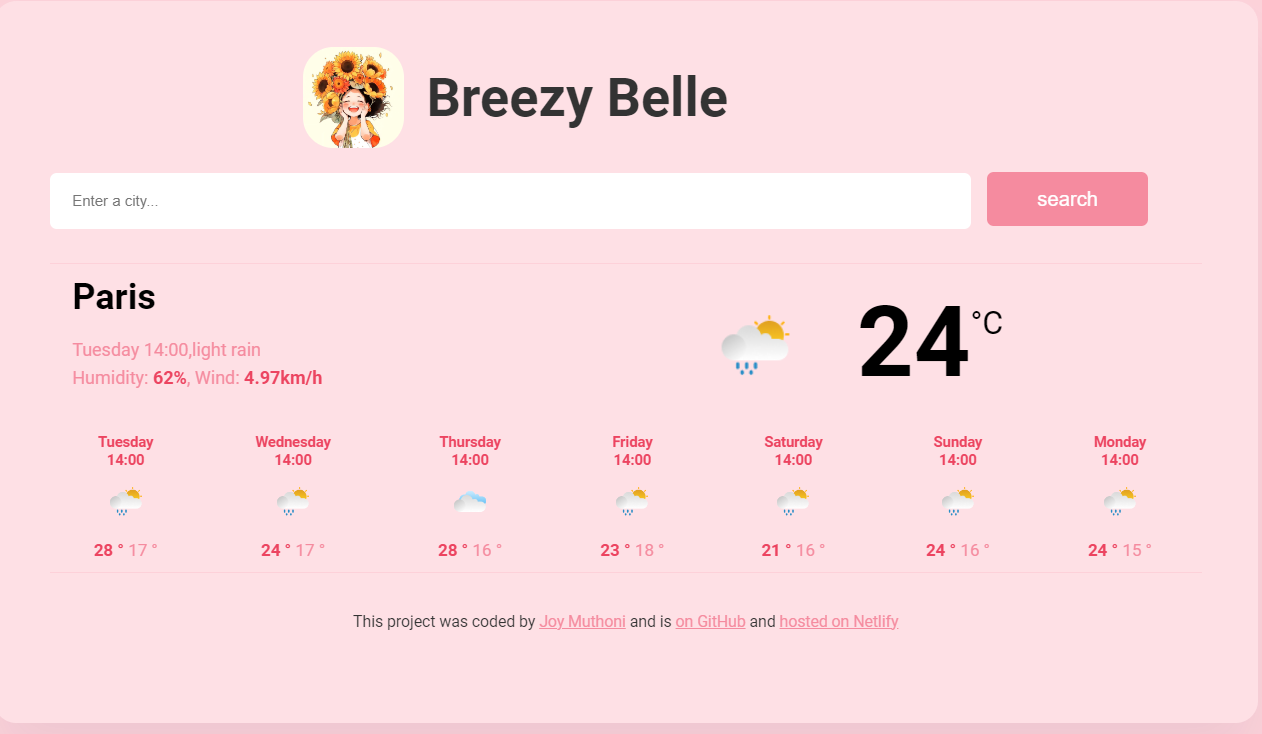 Breezy Belle
Enter a city...
search
Paris
24 °C
Tuesday 14:00,light rain
Humidity: 62%, Wind: 4.97km/h
Tuesday
14:00
28 ° 17 °
Wednesday
14:00
24 ° 17 °
Thursday
14:00
28 ° 16 °
Friday
14:00
23 ° 18 °
Saturday
14:00
21 ° 16 °
Sunday
14:00
24 ° 16 °
Monday
14:00
24 ° 15 °
This project was coded by Joy Muthoni and is on GitHub and hosted on Netlify